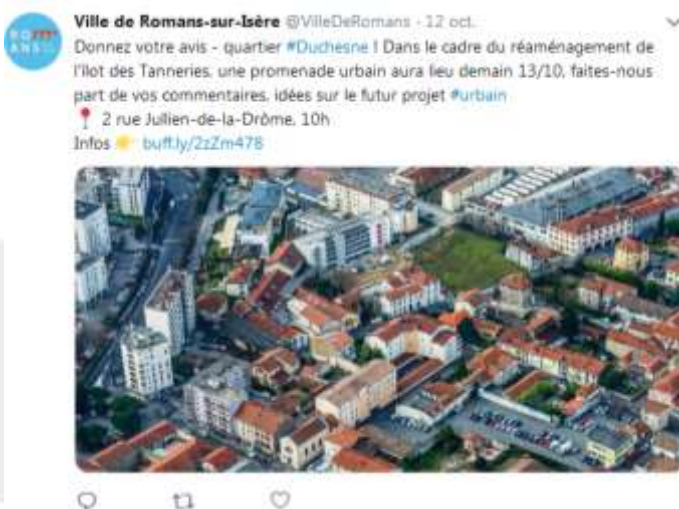 Ville de Romans-sur-Isère @VilleDeRomans · 12 oct.
Donnez votre avis - quartier #Duchesne ! Dans le cadre du réaménagement de
l'îlot des Tanneries, une promenade urbain aura lieu demain 13/10, faites-nous
part de vos commentaires, idées sur le futur projet #urbain
2 rue Jullien-de-la-Drôme, 10h
Infos buff.ly/2zZm478
ROMANS